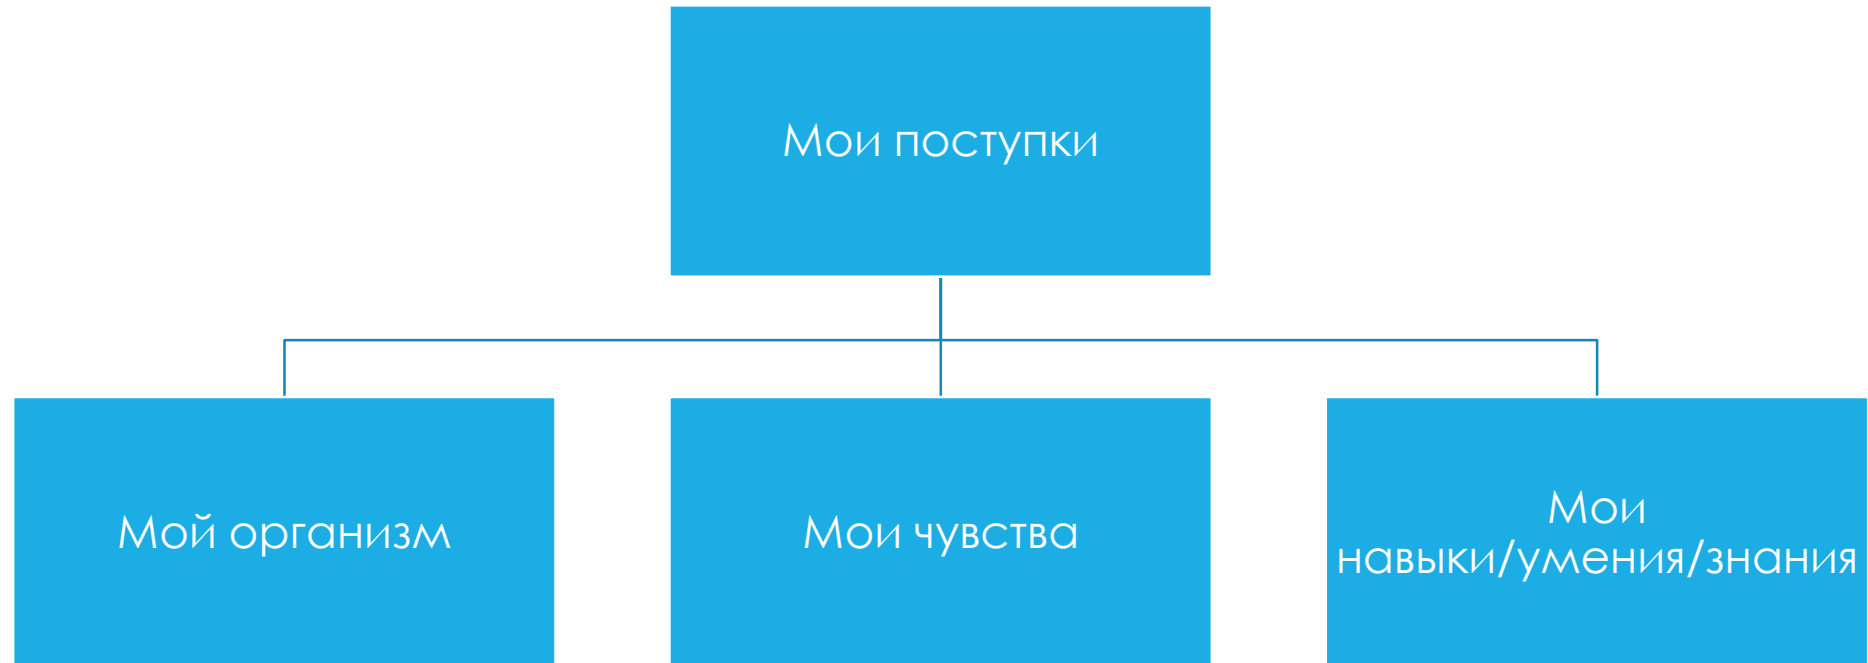 Мои поступки
Мой организм
Мои чувства
Мои
навыки/умения/знания